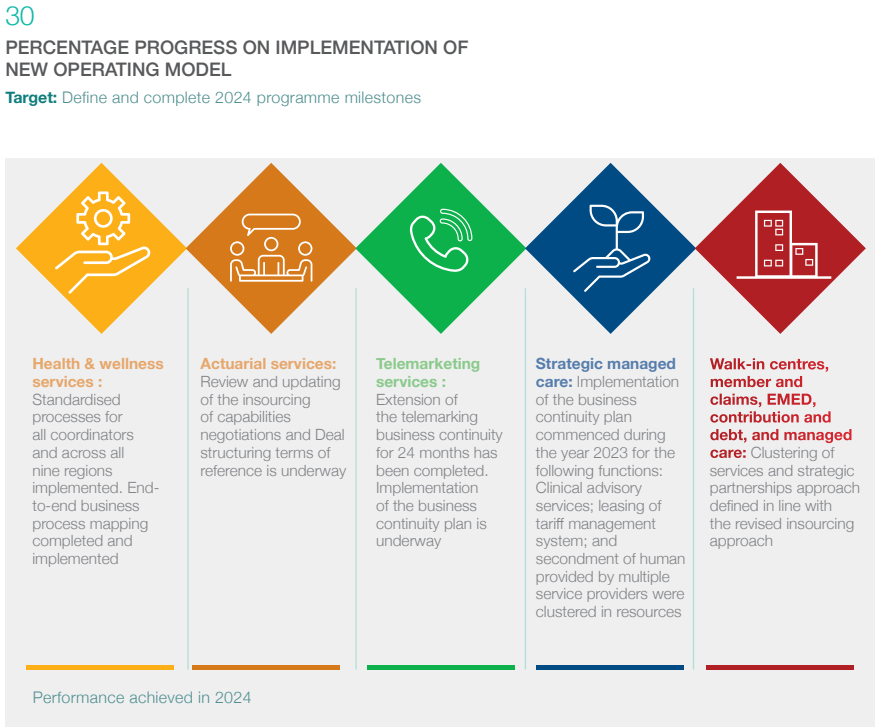 30
PERCENTAGE PROGRESS ON IMPLEMENTATION OF
NEW OPERATING MODEL
Target: Define and complete 2024 programme milestones
Health & wellness
services :
Standardised
processes for
all coordinators
and across all
nine regions
implemented. End-
to-end business
process mapping
completed and
implemented
Actuarial services:
Review and updating
of the insourcing
of capabilities
negotiations and Deal
structuring terms of
reference is underway
Telemarketing
services :
Extension of
the telemarking
business continuity
for 24 months has
been completed.
Implementation
of the business
continuity plan is
underway
Strategic managed
care: Implementation
of the business
continuity plan
commenced during
the year 2023 for the
following functions:
Clinical advisory
services; leasing of
tariff management
system; and
secondment of human
provided by multiple
service providers were
clustered in resources
Walk-in centres,
member and
claims, EMED,
contribution and
debt, and managed
care: Clustering of
services and strategic
partnerships approach
defined in line with
the revised insourcing
approach
Performance achieved in 2024